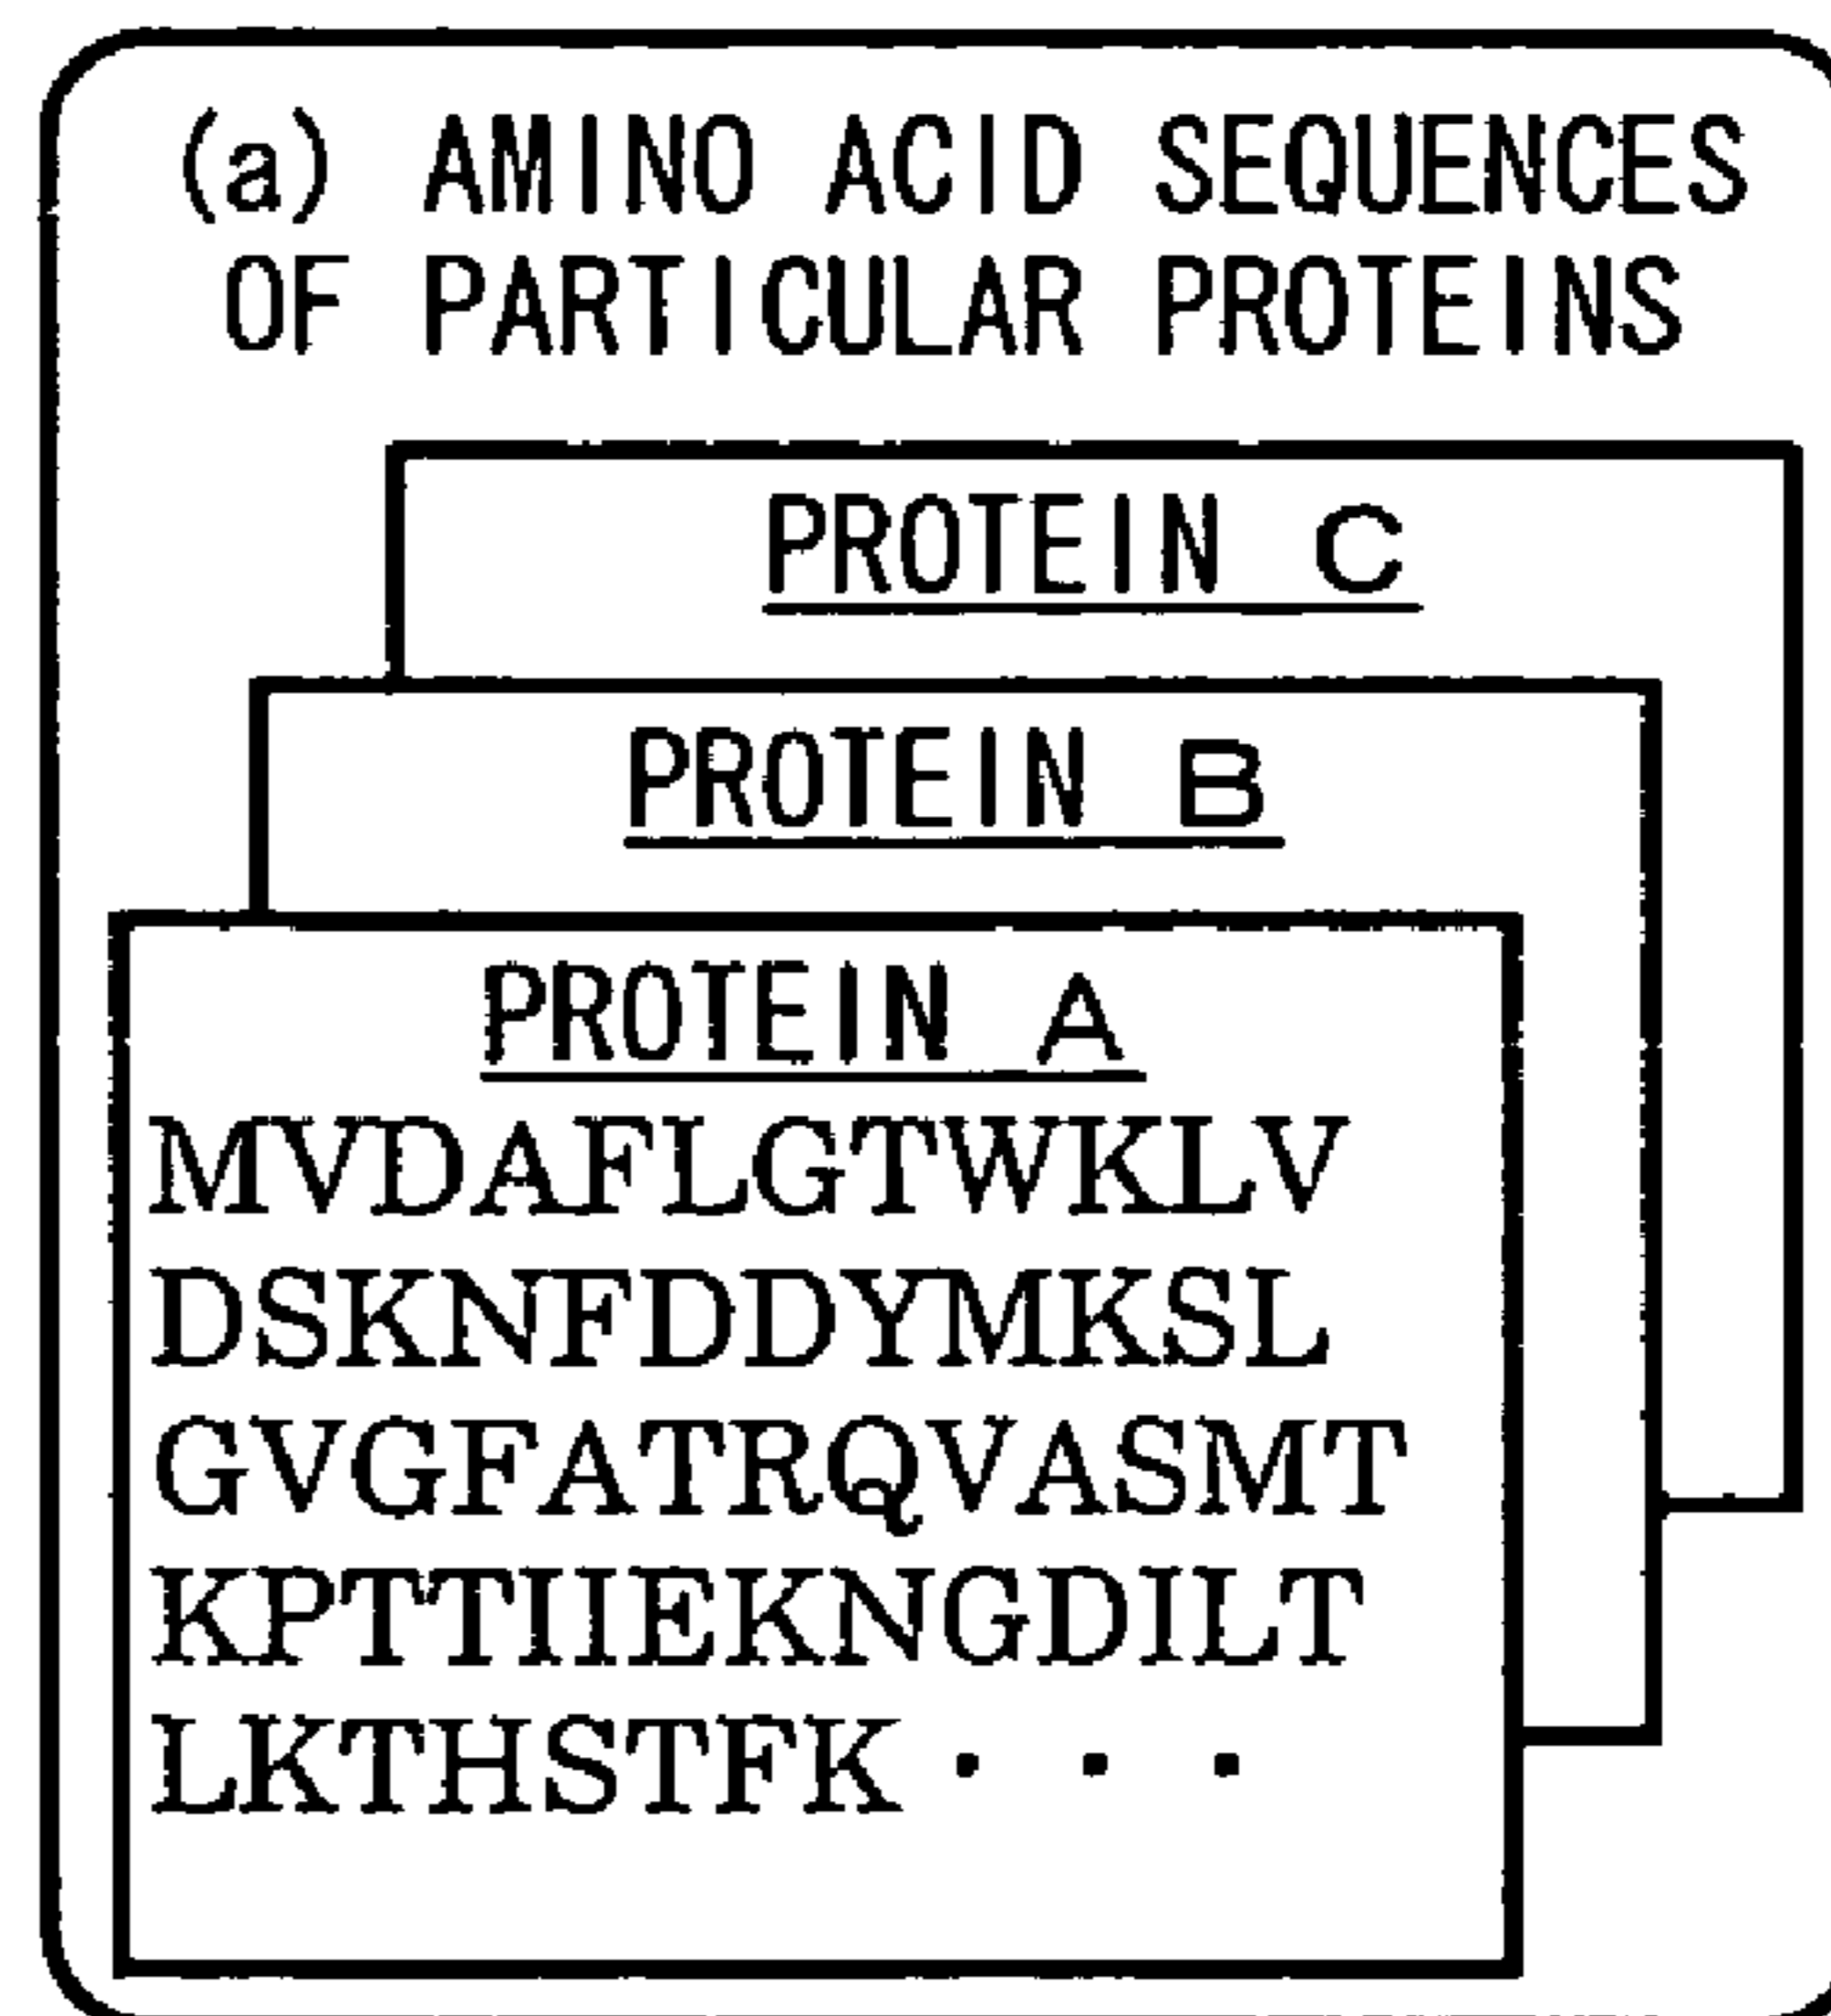 (a) AMINO ACID SEQUENCES
OF PARTICULAR PROTEINS
PROTEIN C
PROTEIN B
PROTEIN A
MVDAFLGTWKLV
DSKNFDDYMKSL
GVGFATRQVASMT
KPTTIIEKNGDILT
LKTHSTFK· · ·